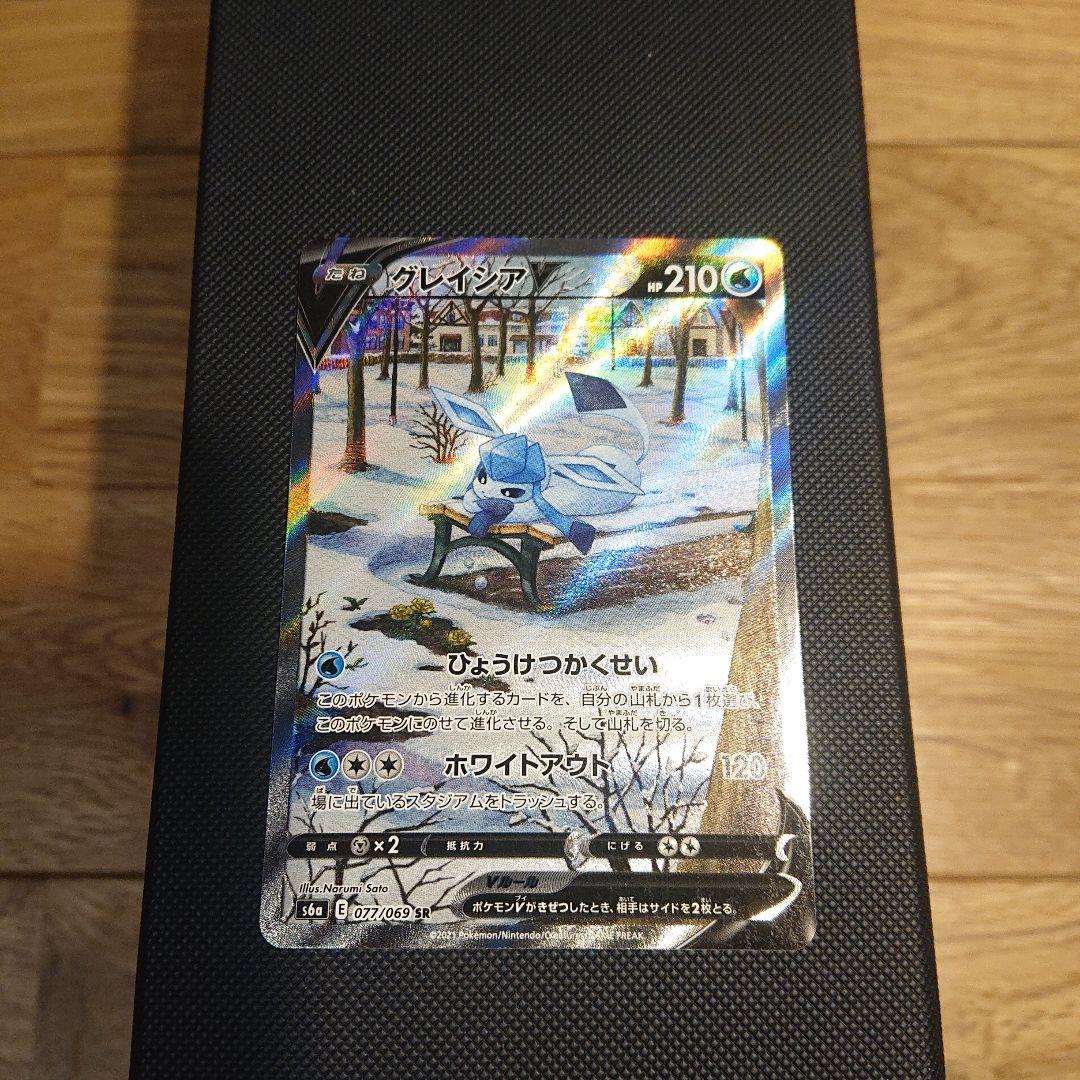 たね グレイシアV HP210
ひょうけつかくせい
このポケモンから進化するカードを、自分の山札から1枚選び、
このポケモンにのせて進化させる。そして山札を切る。
ホワイトアウト 120
場に出ているスタジアムをトラッシュする。
弱点 ×2 抵抗力 にげる
Illus. Narumi Sato
Vルール
s6a E 077/069 SR
ポケモンVがきぜつしたとき、相手はサイドを2枚とる。
©2021 Pokémon/Nintendo/Creatures/GAME FREAK